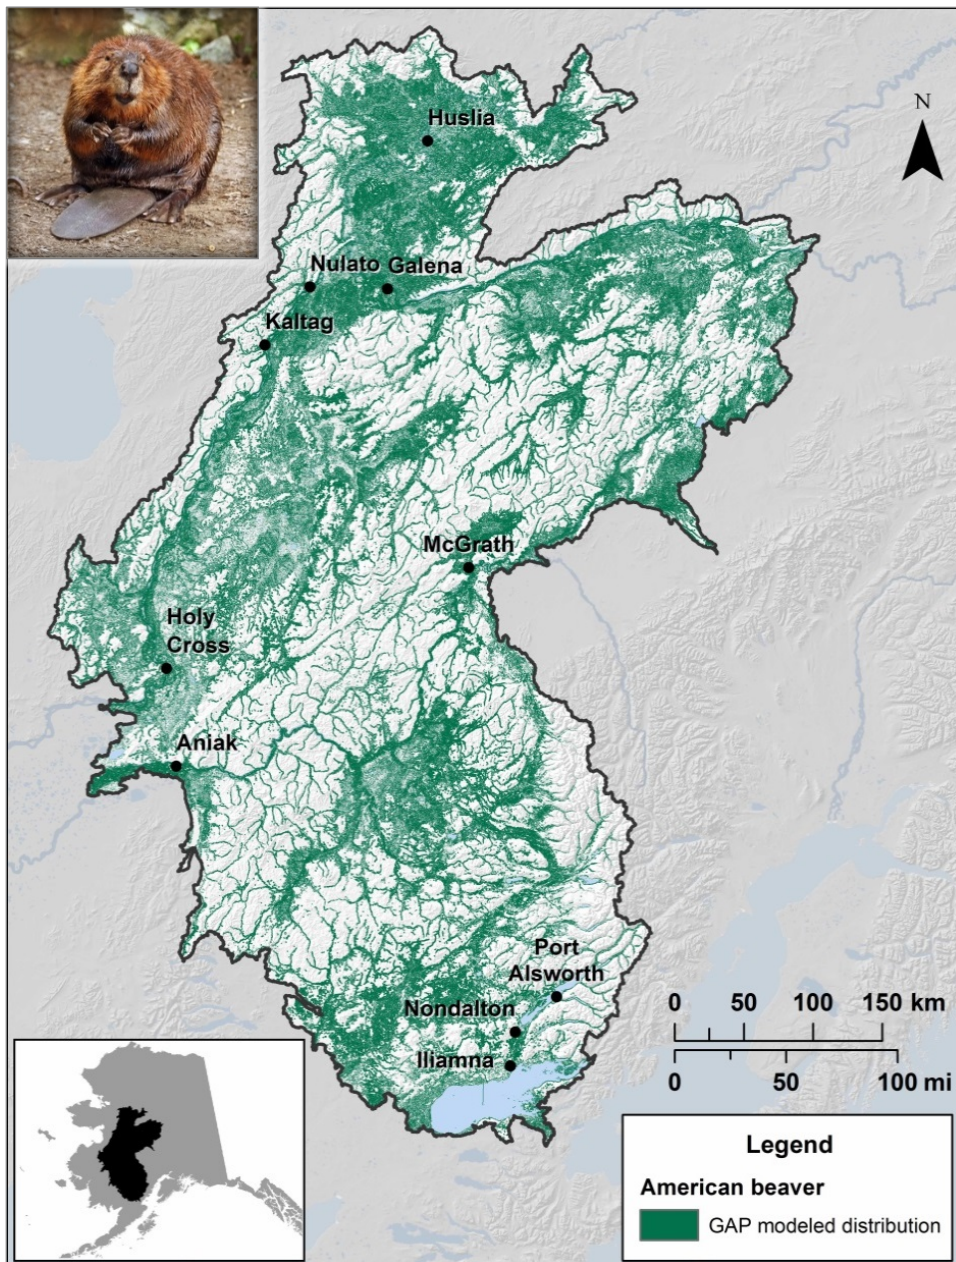 N
Huslia
Nulato
Galena
Kaltag
McGrath
Holy
Cross
Aniak
Port
Alsworth
Nondalton
Iliamna
0 50 100 150 km
0 50 100 mi
Legend
American beaver
GAP modeled distribution